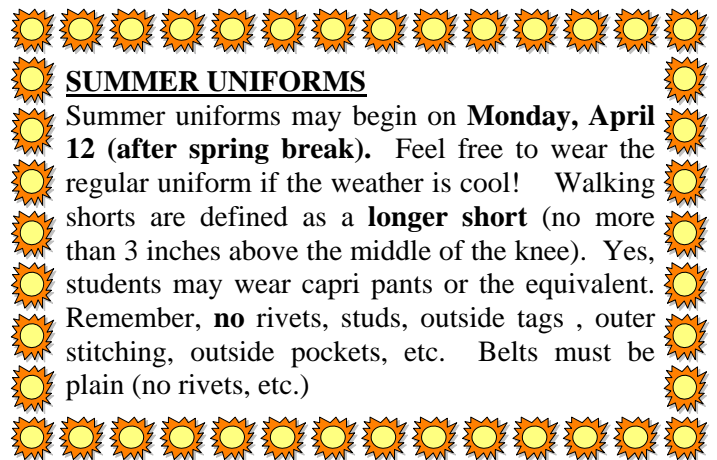 SUMMER UNIFORMS
Summer uniforms may begin on Monday, April
12 (after spring break). Feel free to wear the
regular uniform if the weather is cool! Walking
shorts are defined as a longer short (no more
than 3 inches above the middle of the knee). Yes,
students may wear capri pants or the equivalent.
Remember, no rivets, studs, outside tags , outer
stitching, outside pockets, etc. Belts must be
plain (no rivets, etc.)